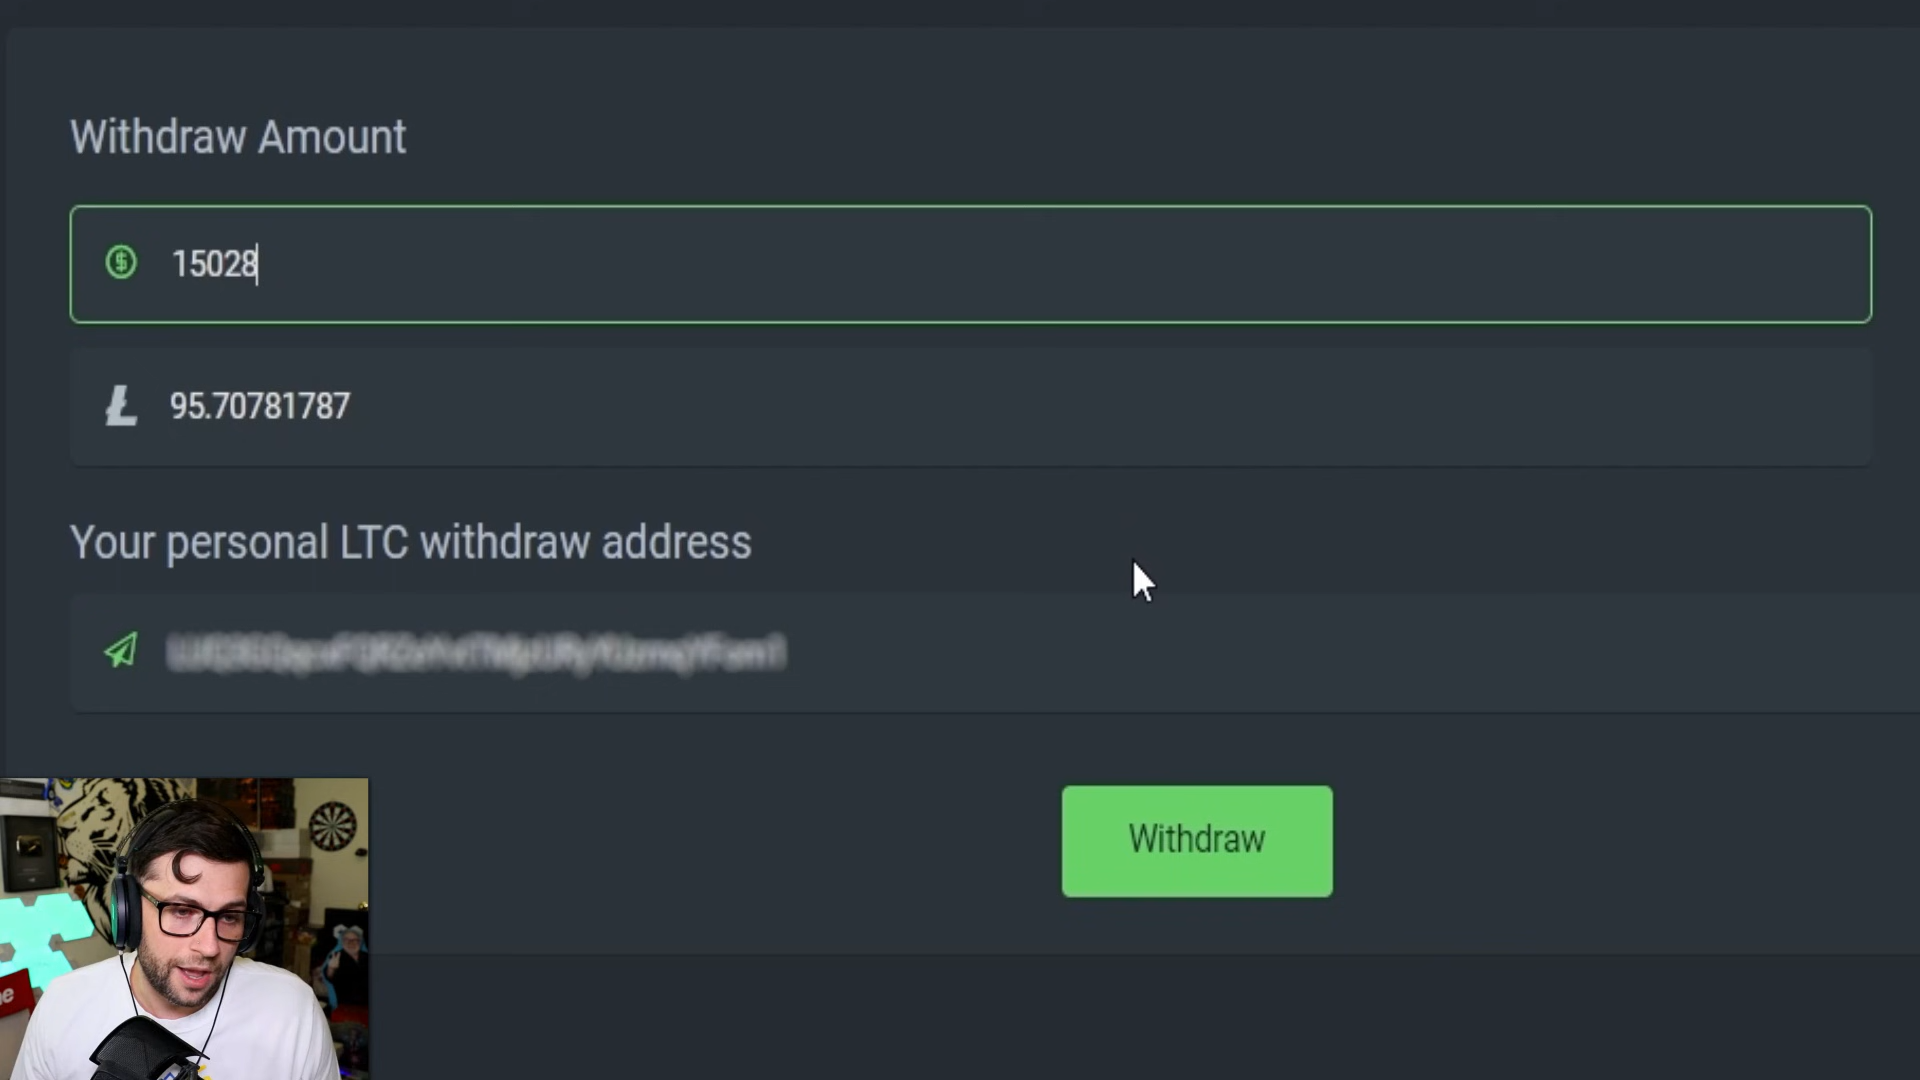 Withdraw Amount
15028
95.70781787
Your personal LTC withdraw address
Withdraw